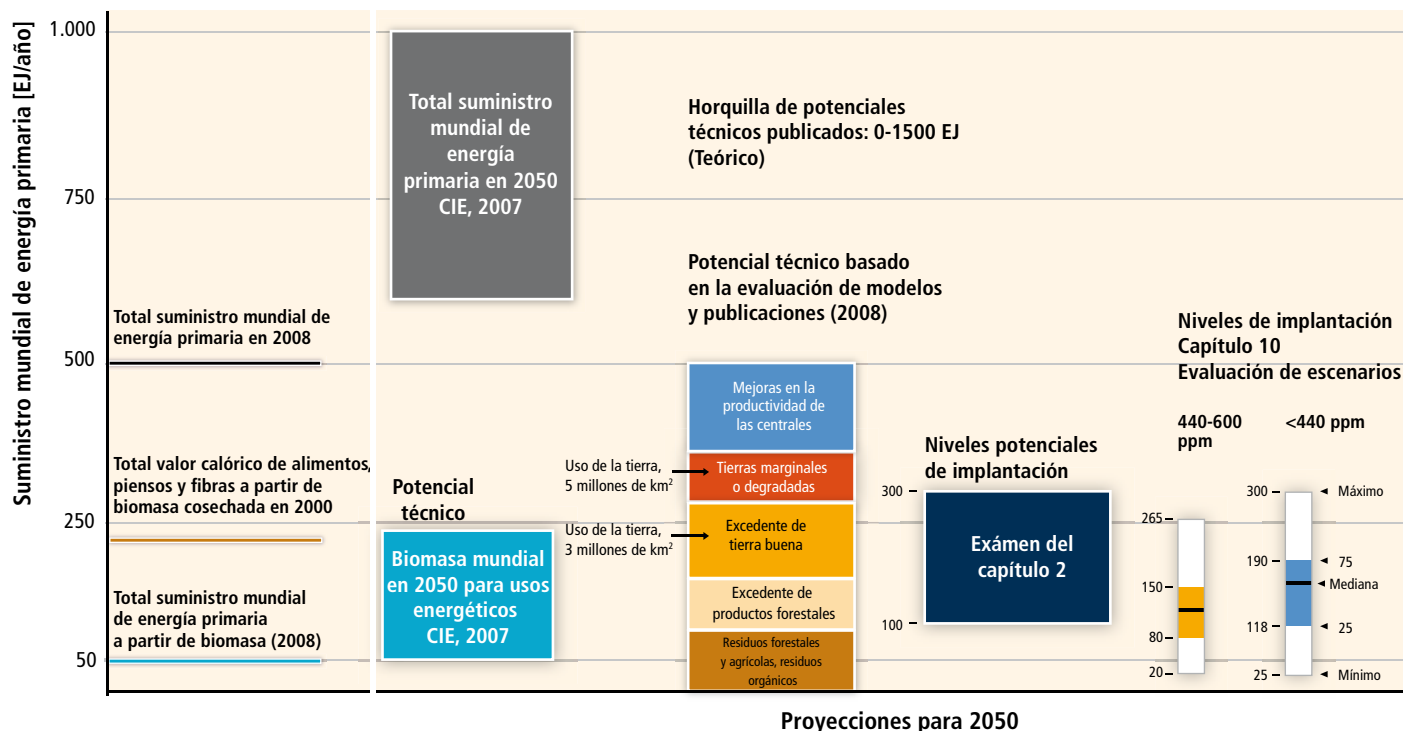 Suministro mundial de energía primaria [EJ/año]
1.000
750
500
250
50
Total suministro mundial de
energía primaria en 2008
Total valor calórico de alimentos,
piensos y fibras a partir de
biomasa cosechada en 2000
Total suministro mundial
de energía primaria
a partir de biomasa (2008)
Total suministro
mundial de
energía
primaria en 2050
CIE, 2007
Potencial
técnico
Biomasa mundial
en 2050 para usos
energéticos
CIE, 2007
Horquilla de potenciales
técnicos publicados: 0-1500 EJ
(Teórico)
Potencial técnico basado
en la evaluación de modelos
y publicaciones (2008)
Mejoras en la
productividad de
las centrales
Uso de la tierra,
5 millones de km²
Tierras marginales
o degradadas
Uso de la tierra,
3 millones de km²
Excedente de
tierra buena
Excedente de
productos forestales
Residuos forestales
y agrícolas, residuos
orgánicos
Niveles potenciales
de implantación
300
100
Exámen del
capítulo 2
Niveles de implantación
Capítulo 10
Evaluación de escenarios
440-600
ppm
265
150
80
20
<440 ppm
300
190
118
25
Máximo
75
Mediana
25
Mínimo
Proyecciones para 2050